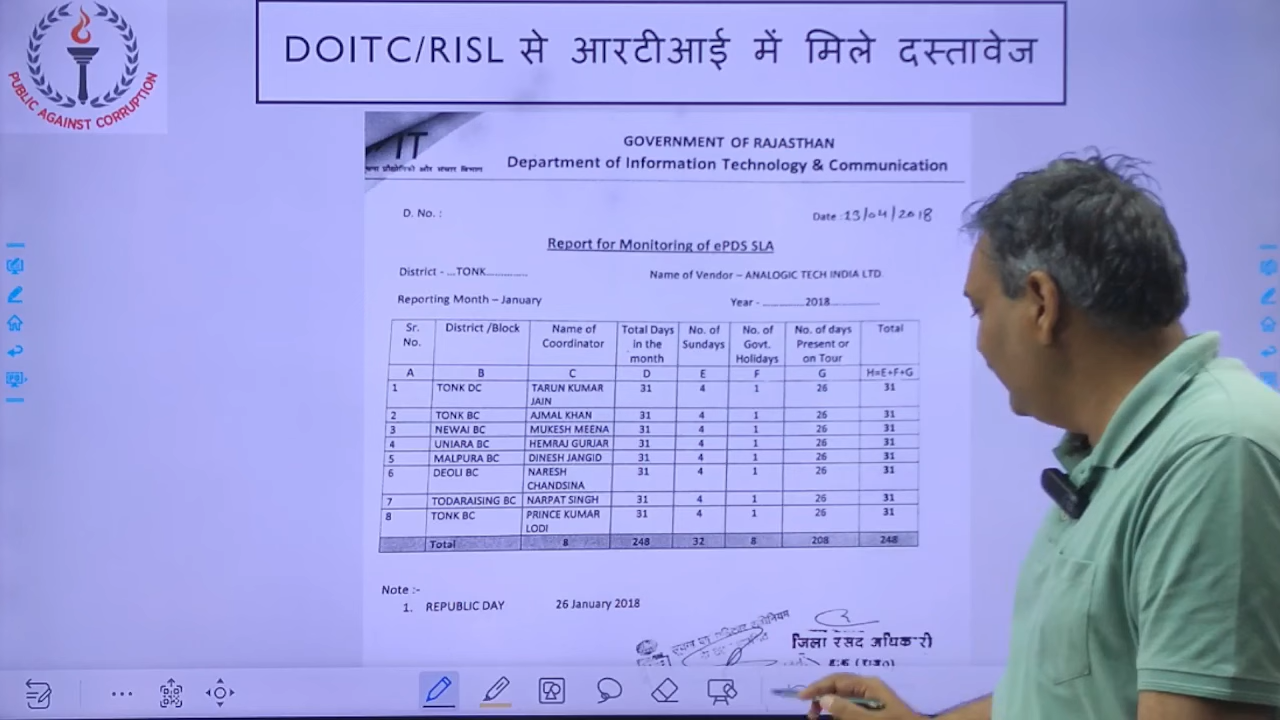 PUBLIC AGAINST CORRUPTION
DOITC/RISL से आरटीआई में मिले दस्तावेज
IT
GOVERNMENT OF RAJASTHAN
Department of Information Technology & Communication
D. No. :
Date :13/04/2018
Report for Monitoring of ePDS SLA
District - ...TONK..............
Name of Vendor – ANALOGIC TECH INDIA LTD.
Reporting Month – January
Year - ..............2018...............
Sr. No. District /Block Name of Coordinator Total Days in the month No. of Sundays No. of Govt. Holidays No. of days Present or on Tour Total
A B C D E F G H=E+F+G
1 TONK DC TARUN KUMAR JAIN 31 4 1 26 31
2 TONK BC AJMAL KHAN 31 4 1 26 31
3 NEWAI BC MUKESH MEENA 31 4 1 26 31
4 UNIARA BC HEMRAJ GURJAR 31 4 1 26 31
5 MALPURA BC DINESH JANGID 31 4 1 26 31
6 DEOLI BC NARESH CHANDSINA 31 4 1 26 31
7 TODARAISING BC NARPAT SINGH 31 4 1 26 31
8 TONK BC PRINCE KUMAR LODI 31 4 1 26 31
Total 8 248 32 8 208 248
Note :-
1. REPUBLIC DAY 26 January 2018
जिला रसद अधिकारी